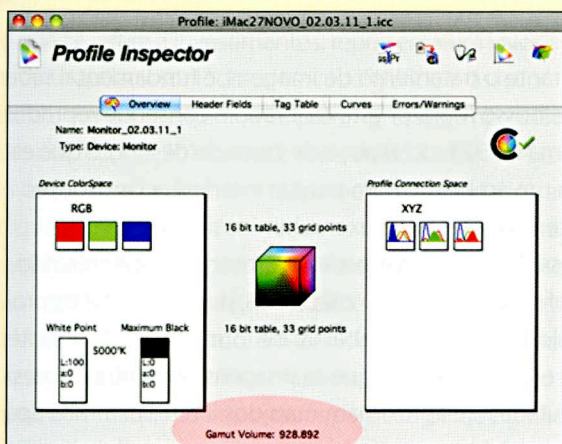 Profile: iMac27NOVO_02.03.11_1.icc
Profile Inspector
Overview Header Fields Tag Table Curves Errors/Warnings
Name: Monitor_02.03.11_1
Type: Device: Monitor
Device ColorSpace
RGB
16 bit table, 33 grid points
Profile Connection Space
XYZ
White Point
Maximum Black
5000°K
L:100
a:0
b:0
L:0
a:0
b:0
16 bit table, 33 grid points
Gamut Volume: 928.892